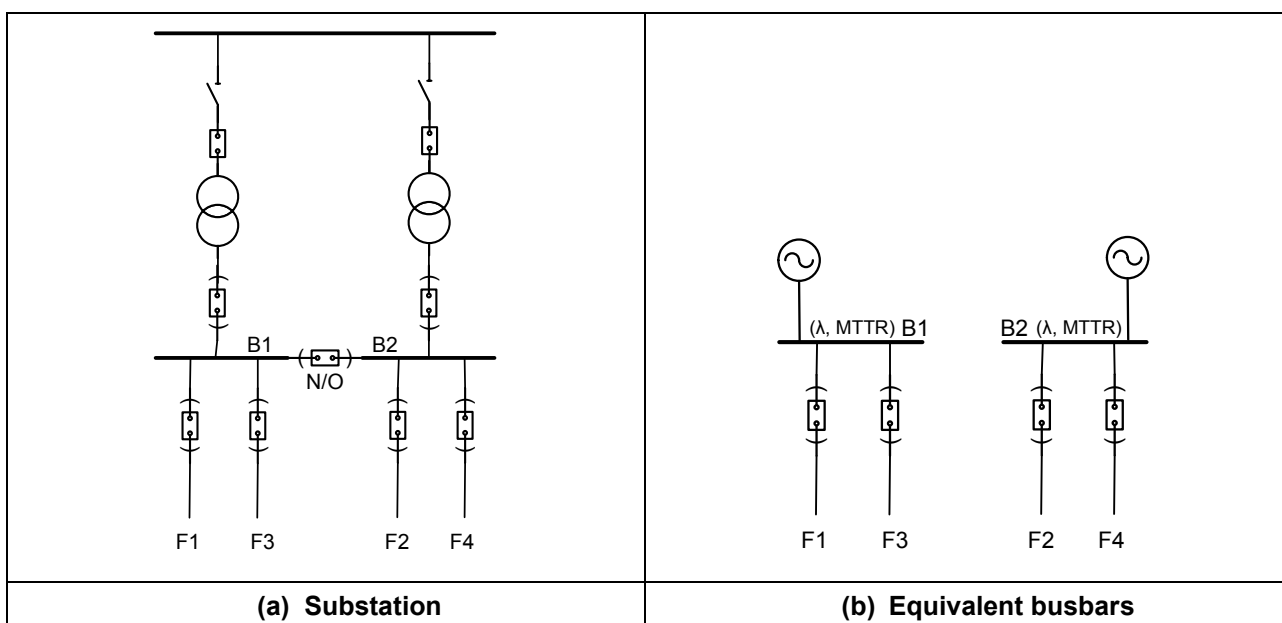 B1
B2
N/O
F1
F3
F2
F4
(λ, MTTR) B1
B2 (λ, MTTR)
F1
F3
F2
F4
(a) Substation
(b) Equivalent busbars